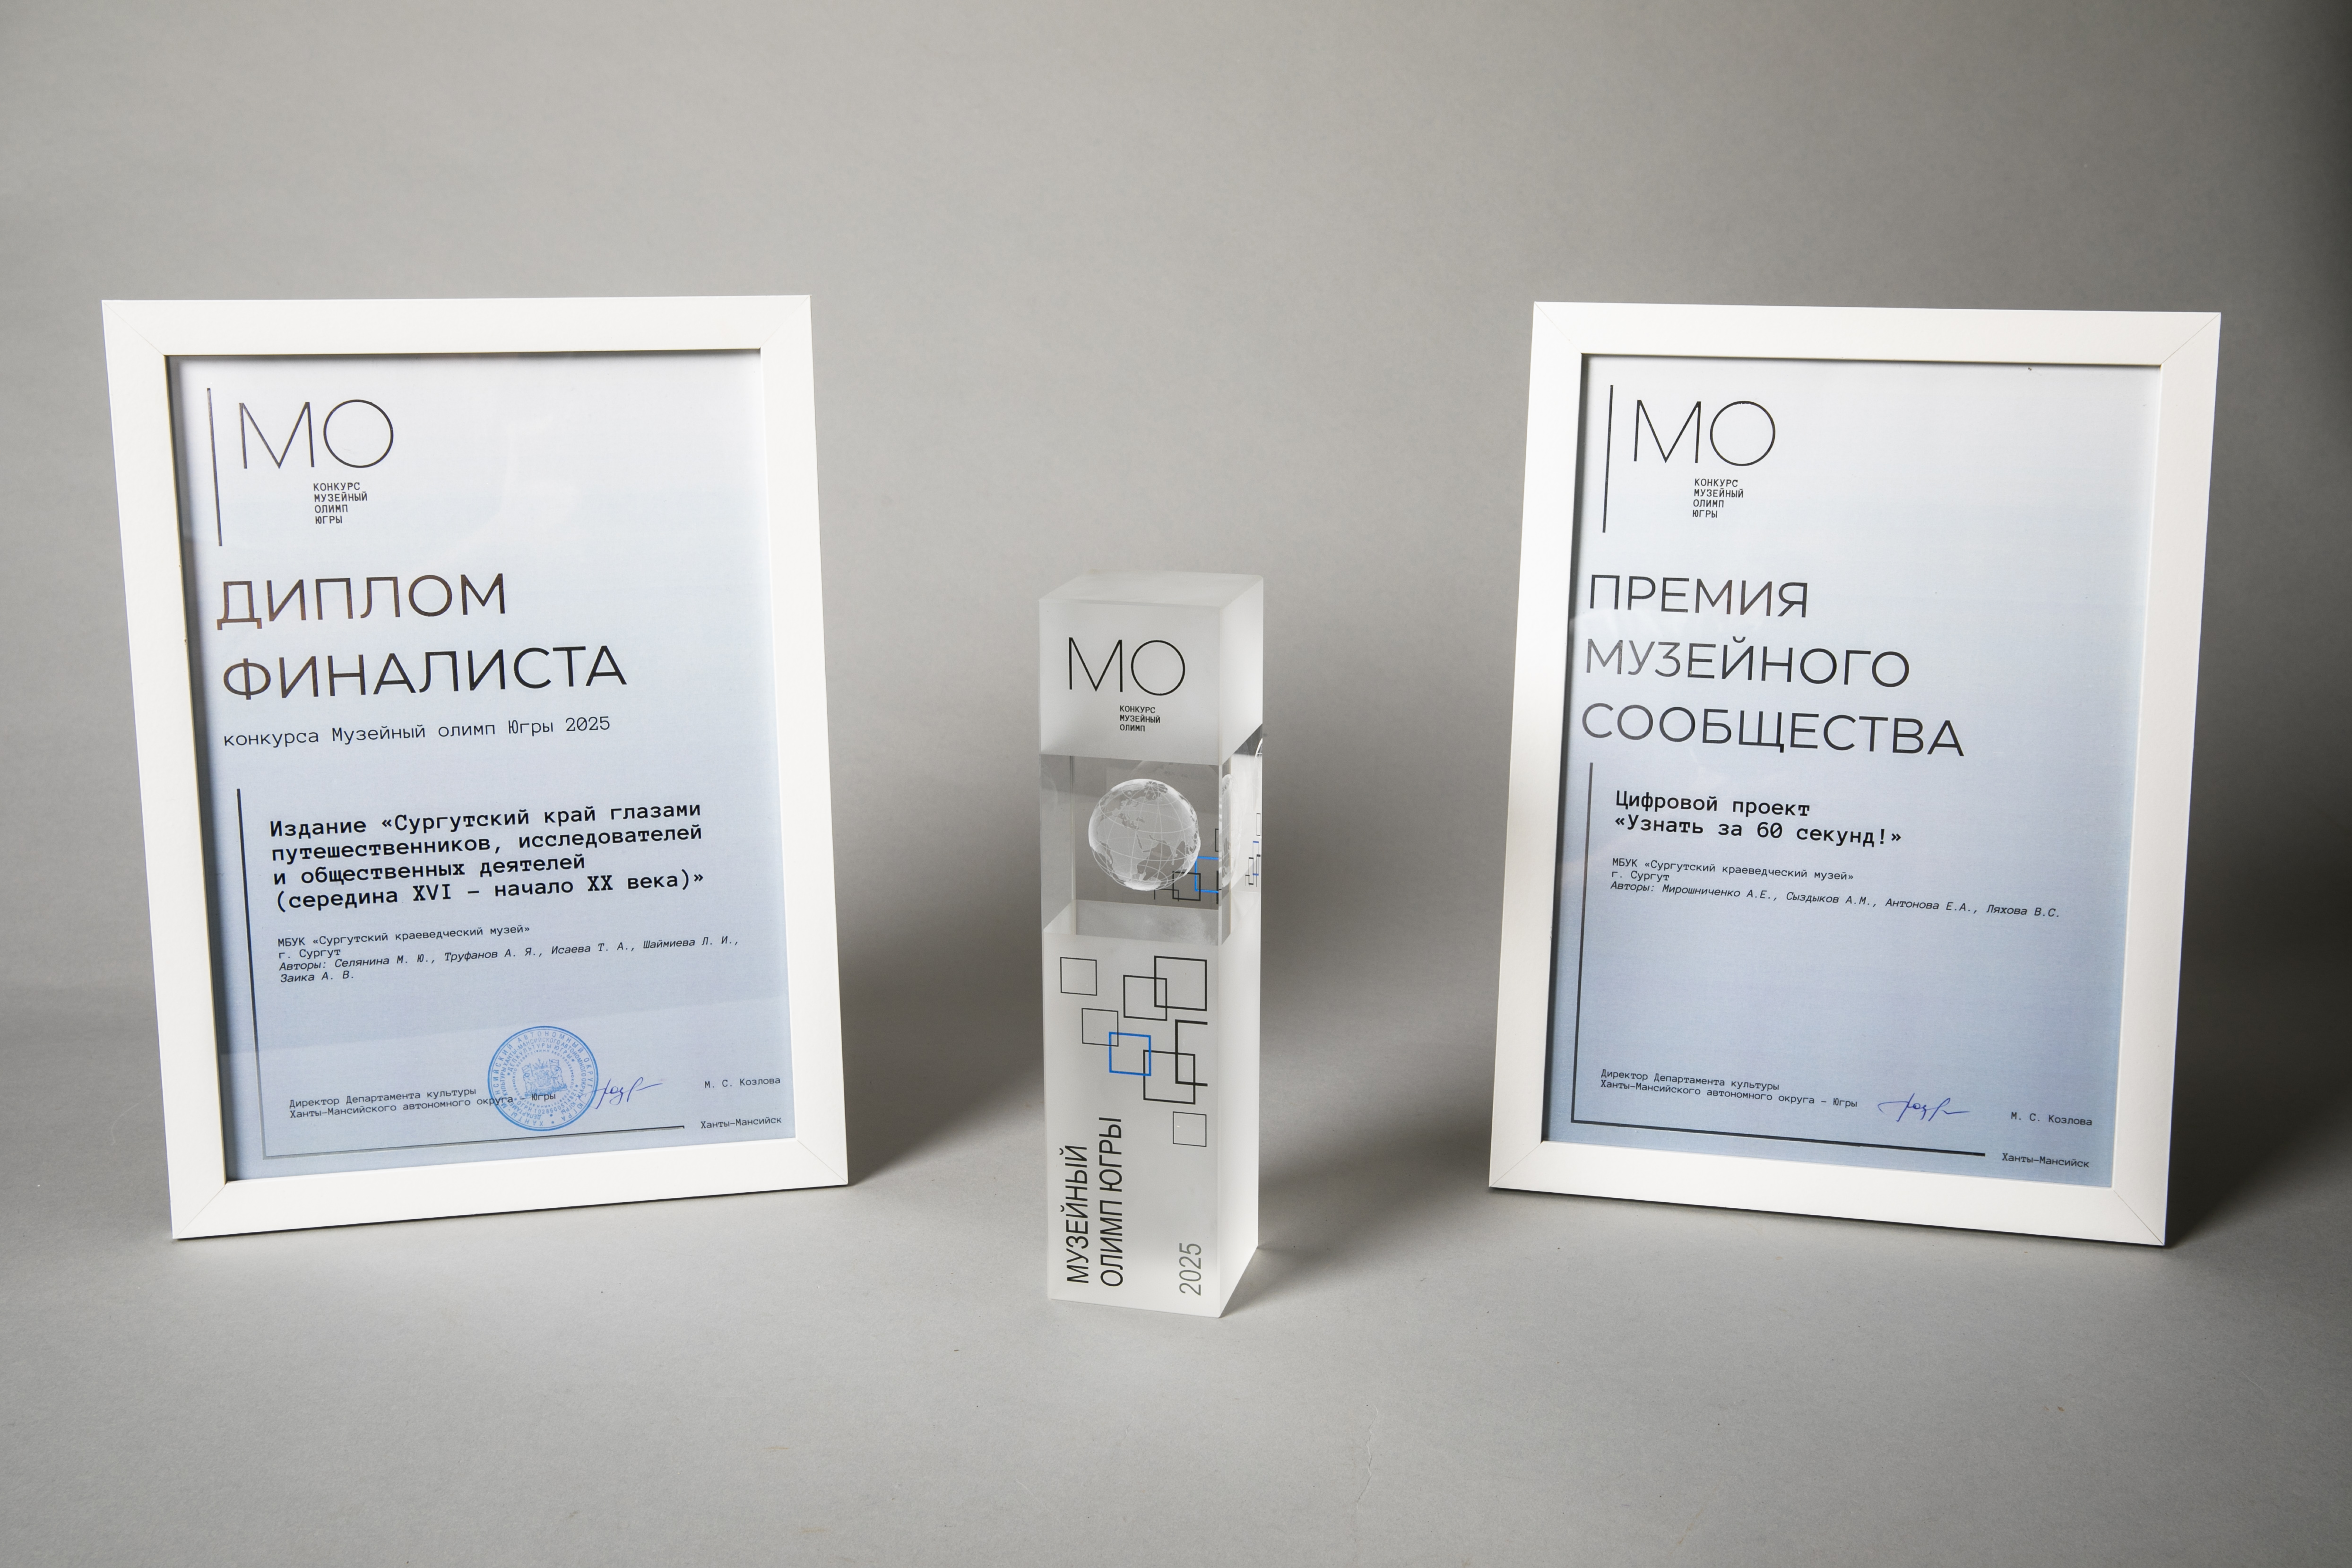 МО
КОНКУРС
МУЗЕЙНЫЙ
ОЛИМП
ЮГРЫ
ДИПЛОМ
ФИНАЛИСТА
конкурса Музейный олимп Югры 2025
Издание «Сургутский край глазами
путешественников, исследователей
и общественных деятелей
(середина XVI – начало XX века)»
МБУК «Сургутский краеведческий музей»
г. Сургут
Авторы: Селянина М. Ю., Труфанов А. Я., Исаева Т. А., Шаймиева Л. И.,
Заика А. В.
Директор Департамента культуры
Ханты-Мансийского автономного округа – Югры
М. С. Козлова
Ханты-Мансийск
МО
КОНКУРС
МУЗЕЙНЫЙ
ОЛИМП
МУЗЕЙНЫЙ
ОЛИМП ЮГРЫ
2025
МО
КОНКУРС
МУЗЕЙНЫЙ
ОЛИМП
ЮГРЫ
ПРЕМИЯ
МУЗЕЙНОГО
СООБЩЕСТВА
Цифровой проект
«Узнать за 60 секунд!»
МБУК «Сургутский краеведческий музей»
г. Сургут
Авторы: Мирошниченко А.Е., Сыздыков А.М., Антонова Е.А., Ляхова В.С.
Директор Департамента культуры
Ханты-Мансийского автономного округа – Югры
М. С. Козлова
Ханты-Мансийск